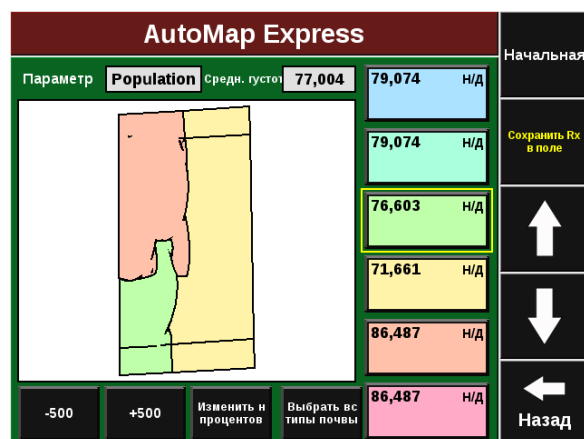 AutoMap Express
Начальная
Параметр Population Средн. густот 77,004
79,074 Н/Д
79,074 Н/Д
76,603 Н/Д
71,661 Н/Д
86,487 Н/Д
86,487 Н/Д
Сохранить Rx
в поле
-500
+500
Изменить н
процентов
Выбрать вс
типы почвы
Назад